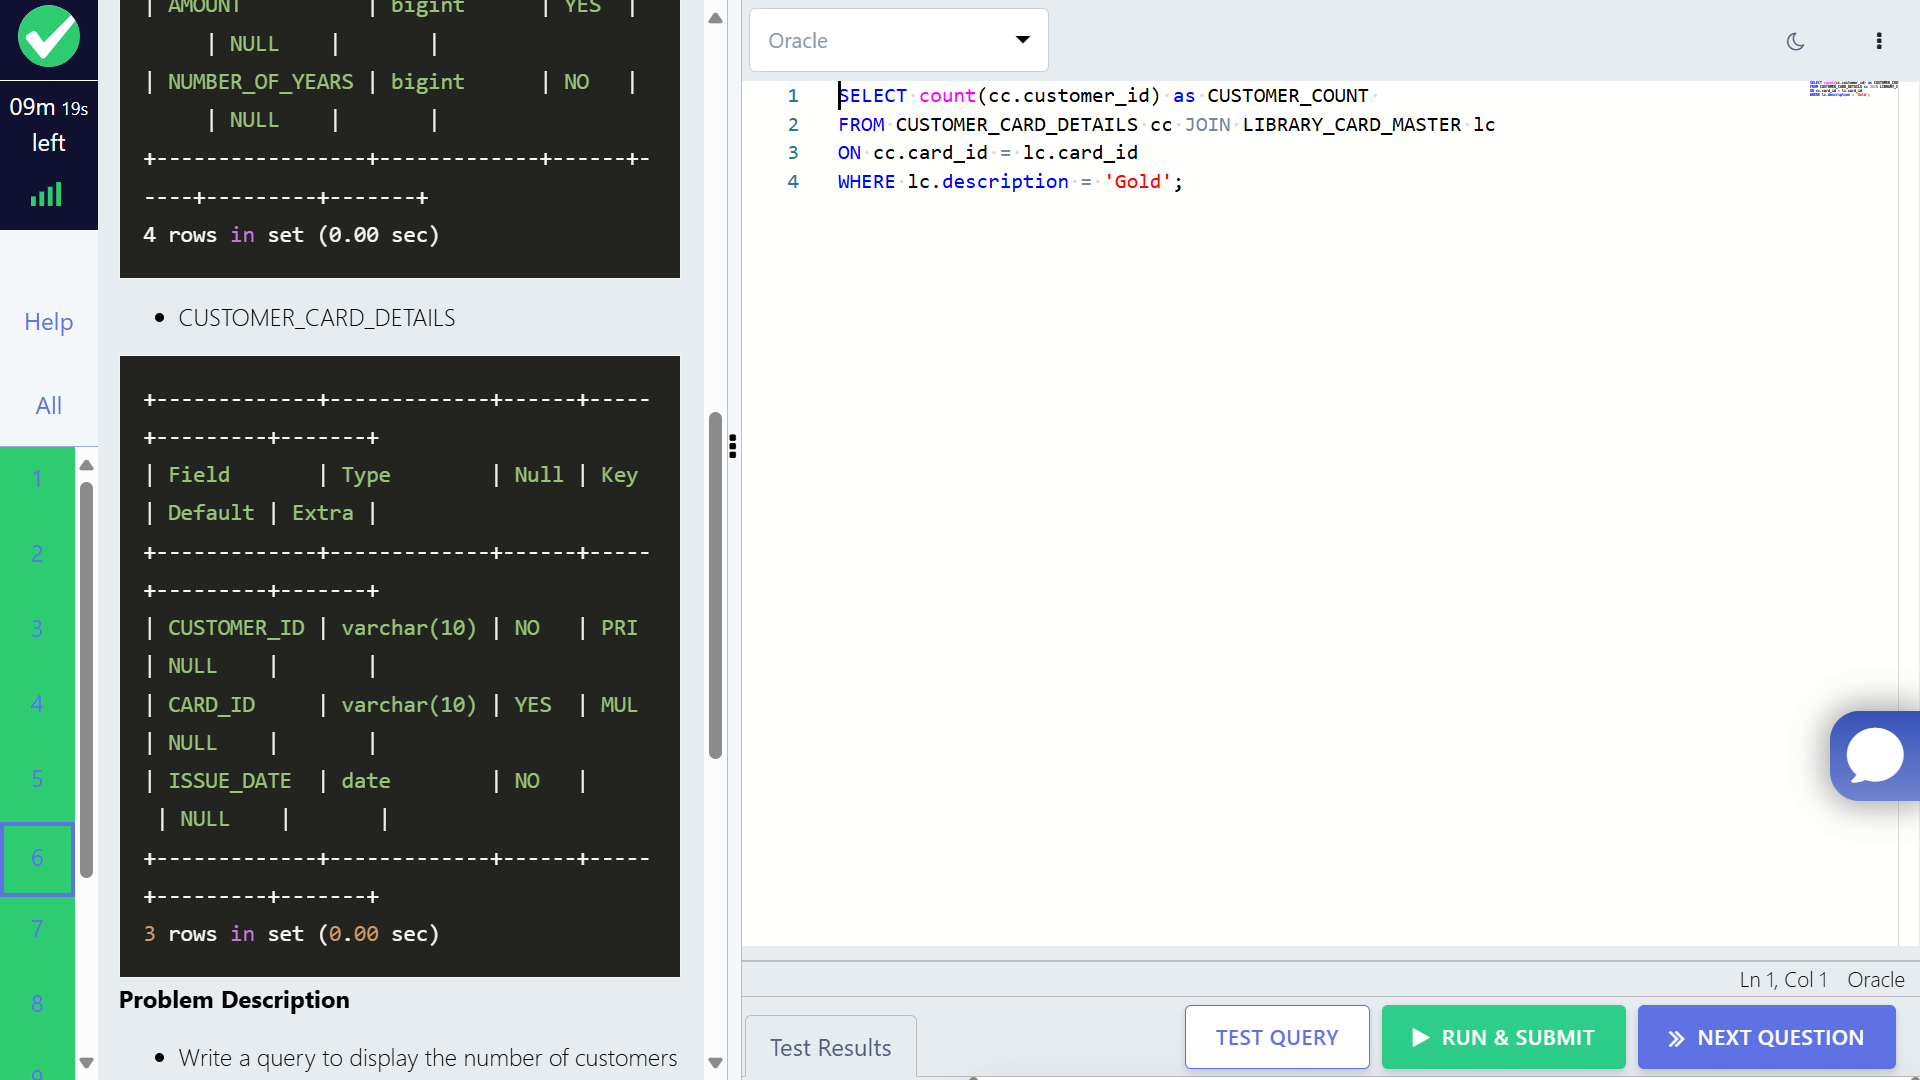 09m 19s
left
Help
All
1
2
3
4
5
6
7
8
9
| AMOUNT | bigint | YES |
| NULL | |
| NUMBER_OF_YEARS | bigint | NO |
| NULL | |
+-----------------+-------------+------+-
----+---------+-------+
4 rows in set (0.00 sec)
• CUSTOMER_CARD_DETAILS
+-------------+-------------+------+-----
+---------+-------+
| Field | Type | Null | Key
| Default | Extra |
+-------------+-------------+------+-----
+---------+-------+
| CUSTOMER_ID | varchar(10) | NO | PRI
| NULL | |
| CARD_ID | varchar(10) | YES | MUL
| NULL | |
| ISSUE_DATE | date | NO |
| NULL | |
+-------------+-------------+------+-----
+---------+-------+
3 rows in set (0.00 sec)
Problem Description
• Write a query to display the number of customers
Oracle
1 SELECT count(cc.customer_id) as CUSTOMER_COUNT
2 FROM CUSTOMER_CARD_DETAILS cc JOIN LIBRARY_CARD_MASTER lc
3 ON cc.card_id = lc.card_id
4 WHERE lc.description = 'Gold';
Ln 1, Col 1 Oracle
Test Results
TEST QUERY
RUN & SUBMIT
NEXT QUESTION